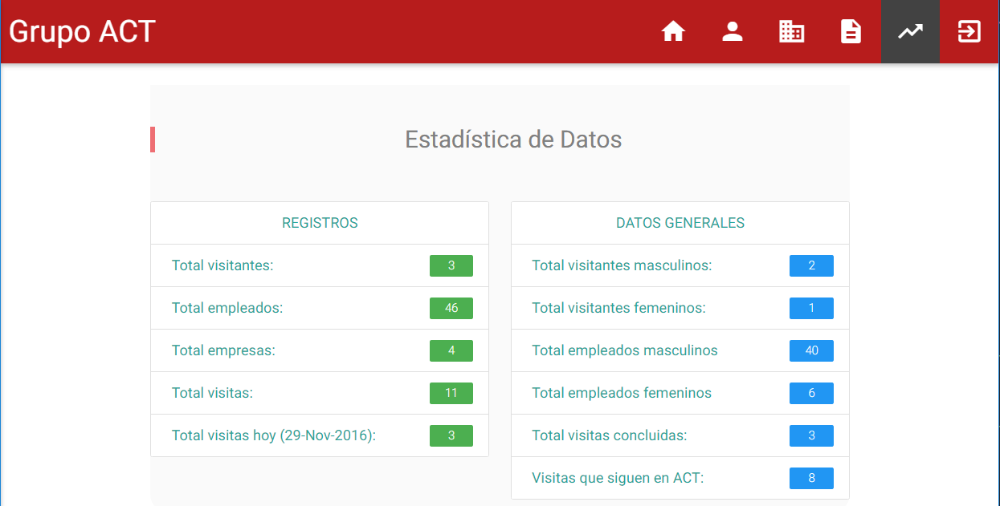 Grupo ACT
Estadística de Datos
REGISTROS
Total visitantes: 3
Total empleados: 46
Total empresas: 4
Total visitas: 11
Total visitas hoy (29-Nov-2016): 3
DATOS GENERALES
Total visitantes masculinos: 2
Total visitantes femeninos: 1
Total empleados masculinos 40
Total empleados femeninos 6
Total visitas concluidas: 3
Visitas que siguen en ACT: 8